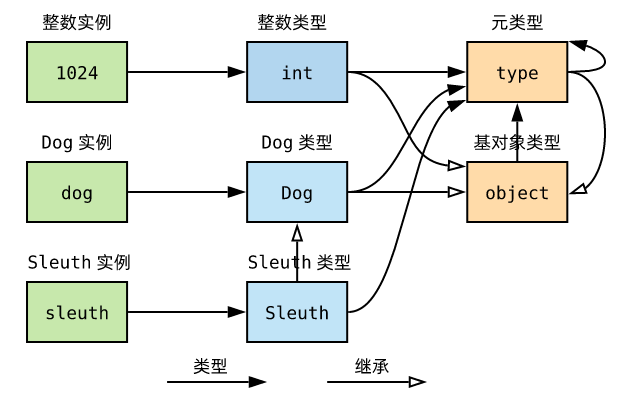 整数实例
整数类型
元类型
1024
int
type
Dog 实例
Dog 类型
基对象类型
dog
Dog
object
Sleuth 实例
Sleuth 类型
sleuth
Sleuth
类型
继承